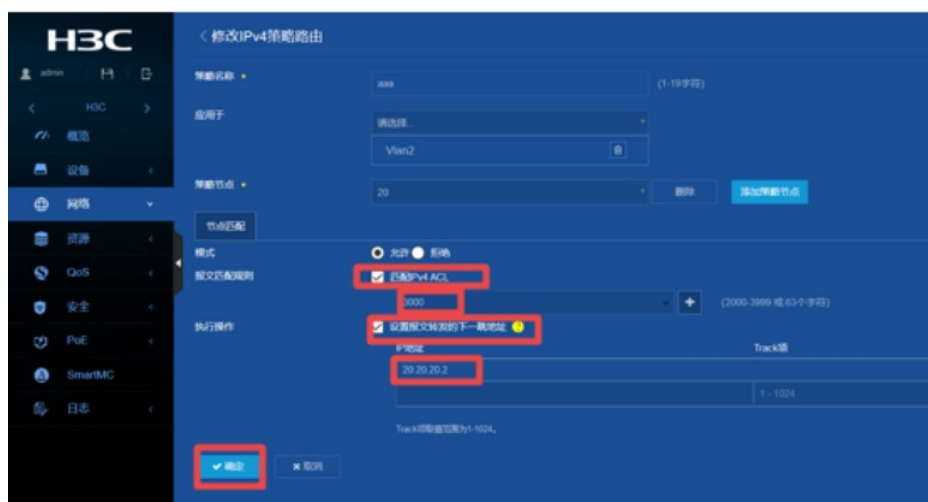 H3C
‹ 修改IPv4策略路由
admin
策略名称 *
aaa
(1-19字符)
< H3C >
应用于
请选择...
概览
Vlan2
设备
策略节点 *
20
删除
添加策略节点
网络
节点匹配
资源
模式
允许 拒绝
QoS
报文匹配规则
匹配IPv4 ACL
安全
3000
(2000-3999 或 63个字符)
执行操作
设置报文转发的下一跳地址
PoE
IP地址
Track项
SmartMC
20.20.20.2
1 - 1024
日志
Track项取值范围为1-1024。
确定
取消